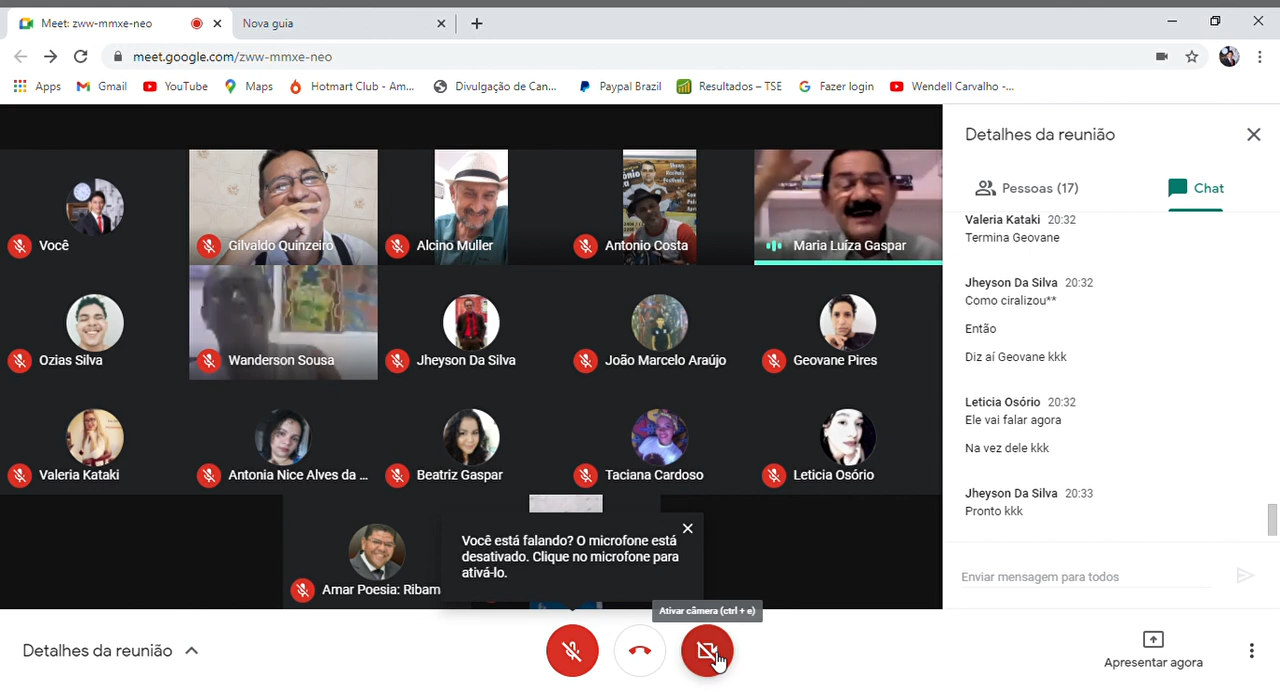 Meet: zww-mmxe-neo
Nova guia
meet.google.com/zww-mmxe-neo
Apps
Gmail
YouTube
Maps
Hotmart Club - Am...
Divulgação de Can...
Paypal Brazil
Resultados – TSE
Fazer login
Wendell Carvalho -...
Você
Gilvaldo Quinzeiro
Alcino Muller
Antonio Costa
Maria Luíza Gaspar
Ozias Silva
Wanderson Sousa
Jheyson Da Silva
João Marcelo Araújo
Geovane Pires
Valeria Kataki
Antonia Nice Alves da ...
Beatriz Gaspar
Taciana Cardoso
Leticia Osório
Amar Poesia: Ribam
Você está falando? O microfone está
desativado. Clique no microfone para
ativá-lo.
Ativar câmera (ctrl + e)
Detalhes da reunião
Pessoas (17)
Chat
Valeria Kataki 20:32
Termina Geovane
Jheyson Da Silva 20:32
Como ciralizou**
Então
Diz aí Geovane kkk
Leticia Osório 20:32
Ele vai falar agora
Na vez dele kkk
Jheyson Da Silva 20:33
Pronto kkk
Enviar mensagem para todos
Detalhes da reunião
Apresentar agora